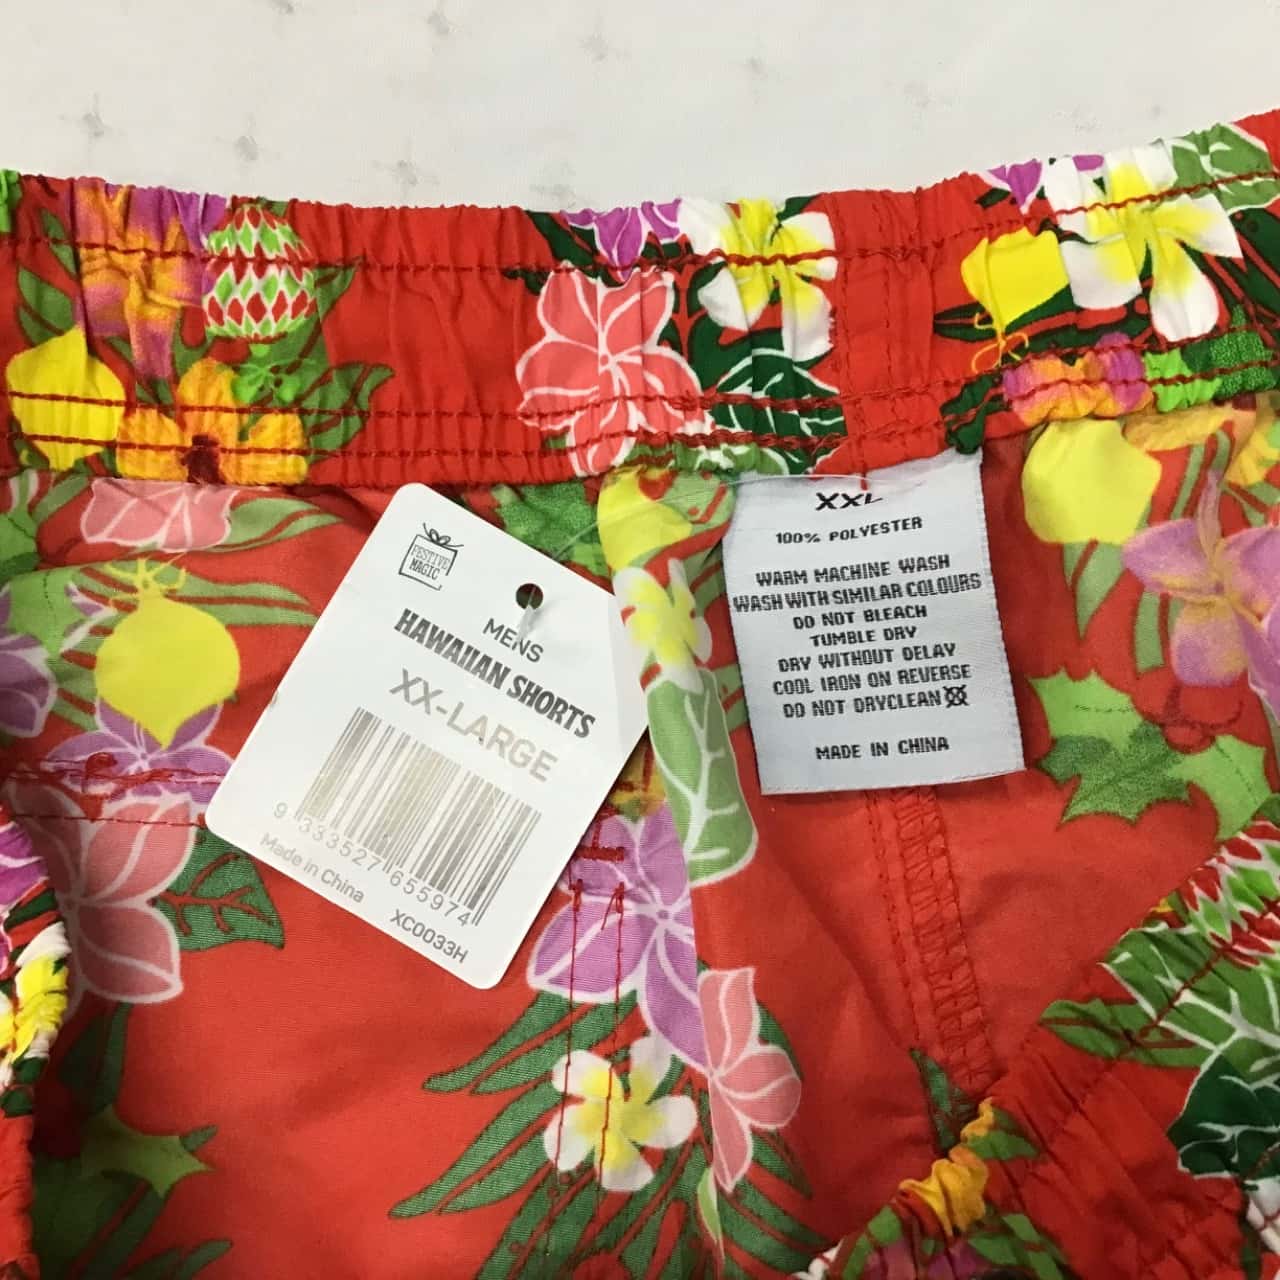 FESTIVE
MAGIC
MENS
HAWAIIAN SHORTS
XX-LARGE
9 333527 655974
Made in China
XC0033H
XXL
100% POLYESTER
WARM MACHINE WASH
WASH WITH SIMILAR COLOURS
DO NOT BLEACH
TUMBLE DRY
DRY WITHOUT DELAY
COOL IRON ON REVERSE
DO NOT DRYCLEAN
MADE IN CHINA